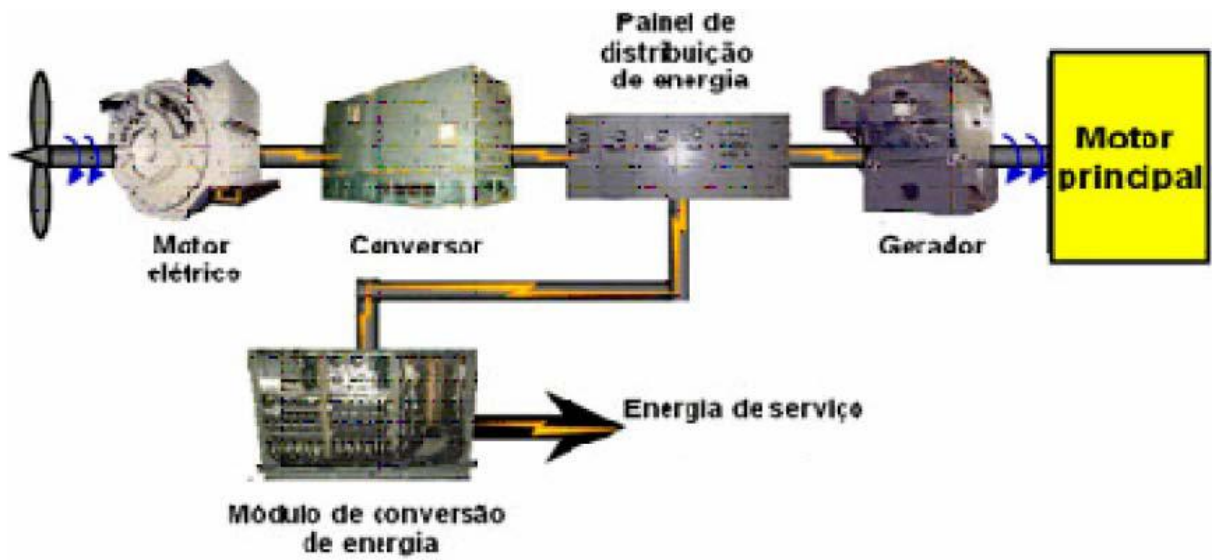 Painel de
distribuição
de energia
Motor
principal
Motor
elétrico
Conversor
Gerador
Energia de serviço
Módulo de conversão
de energia